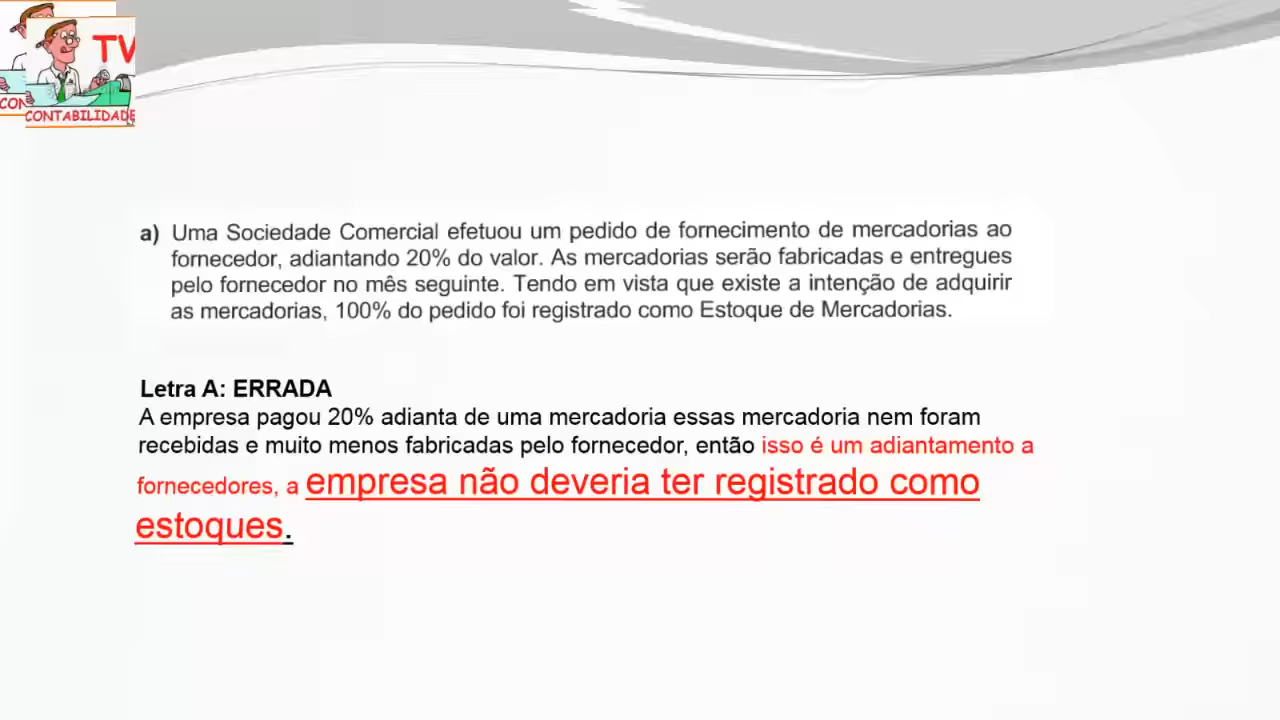 TV
CON
CONTABILIDADE
a) Uma Sociedade Comercial efetuou um pedido de fornecimento de mercadorias ao
fornecedor, adiantando 20% do valor. As mercadorias serão fabricadas e entregues
pelo fornecedor no mês seguinte. Tendo em vista que existe a intenção de adquirir
as mercadorias, 100% do pedido foi registrado como Estoque de Mercadorias.
Letra A: ERRADA
A empresa pagou 20% adianta de uma mercadoria essas mercadoria nem foram
recebidas e muito menos fabricadas pelo fornecedor, então isso é um adiantamento a
fornecedores, a empresa não deveria ter registrado como
estoques.